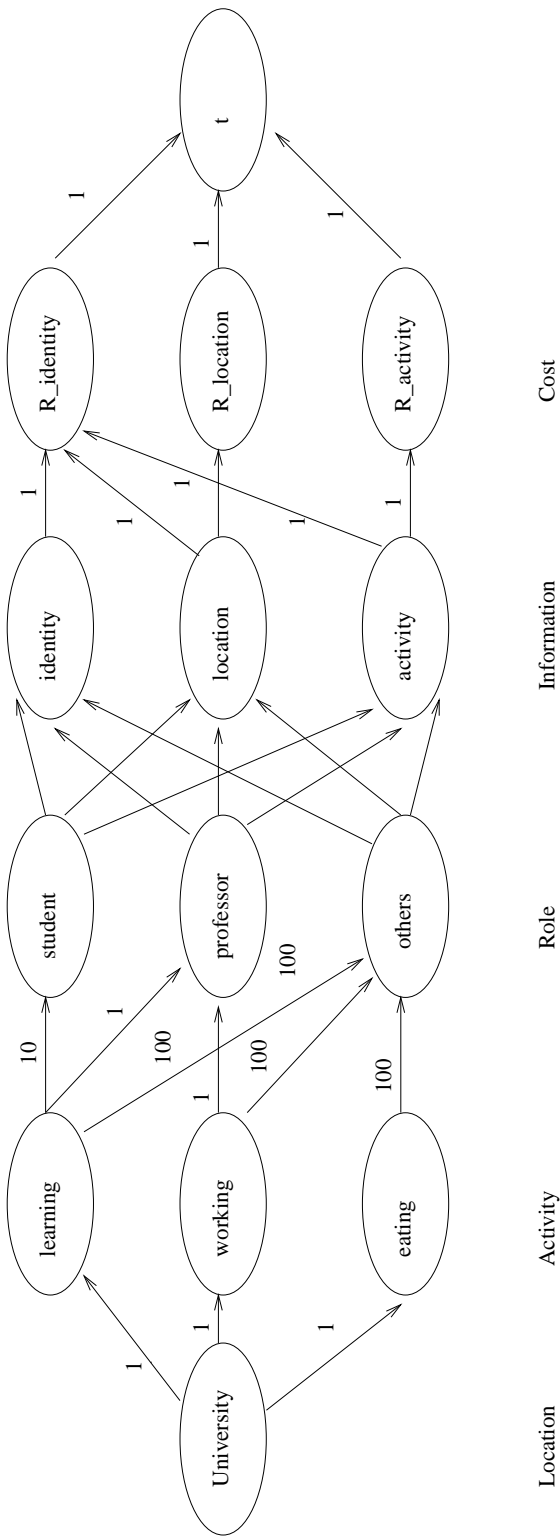 University
learning
working
eating
student
professor
others
identity
location
activity
R_identity
R_location
R_activity
t
1
1
1
10
1
100
1
100
100
100
1
1
1
1
1
1
1
1
Location
Activity
Role
Information
Cost